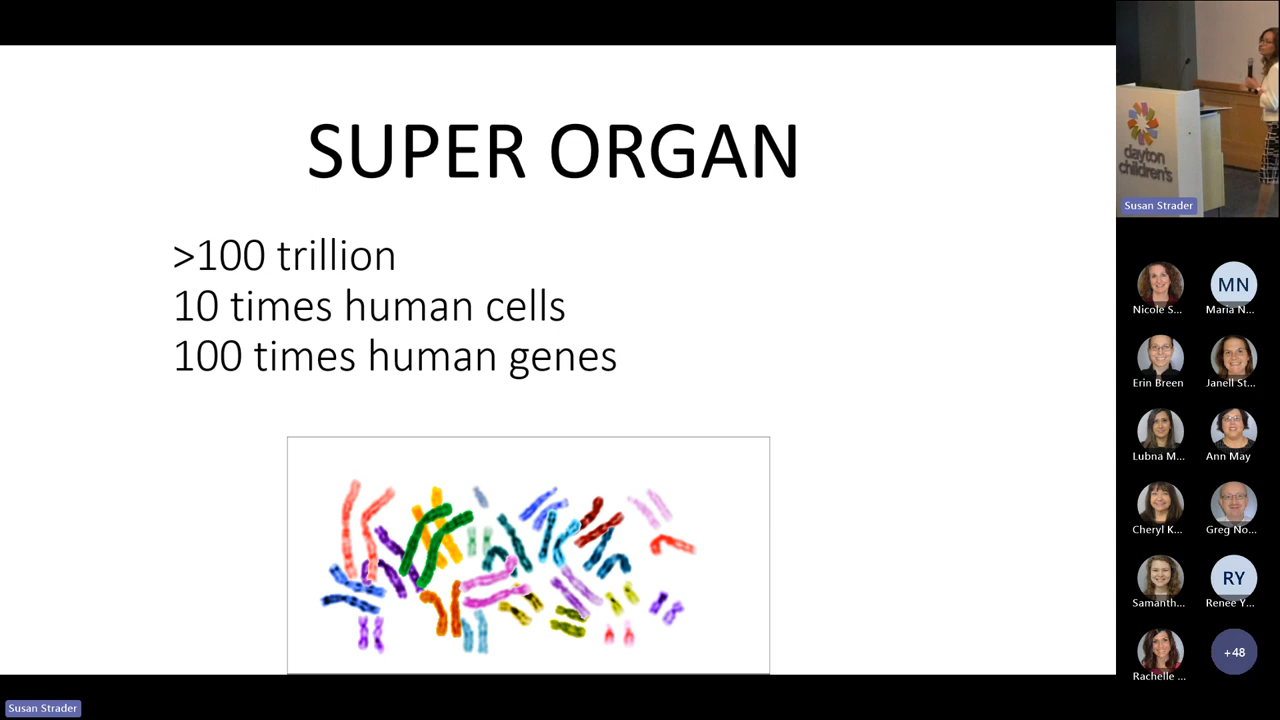 SUPER ORGAN
>100 trillion
10 times human cells
100 times human genes
dayton
children's
Susan Strader
Nicole S...
MN
Maria N...
Erin Breen
Janell St...
Lubna M...
Ann May
Cheryl K...
Greg No...
Samanth...
RY
Renee Y...
Rachelle ...
+48
Susan Strader